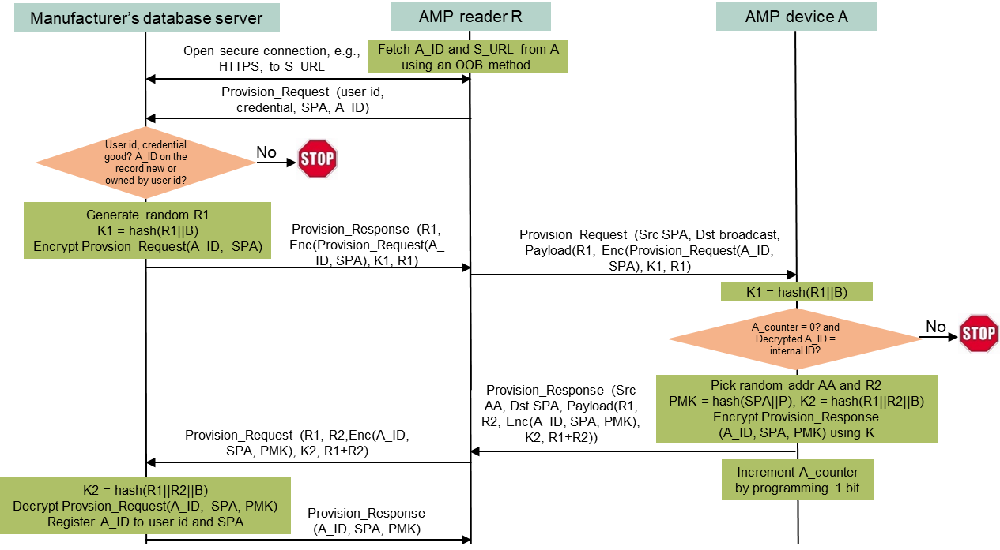 Manufacturer's database server
AMP reader R
AMP device A
Open secure connection, e.g.,
HTTPS, to S_URL
Fetch A_ID and S_URL from A
using an OOB method.
Provision_Request (user id,
credential, SPA, A_ID)
User id, credential
good? A_ID on the
record new or
owned by user id?
No
STOP
Generate random R1
K1 = hash(R1||B)
Encrypt Provsion_Request(A_ID, SPA)
Provision_Response (R1,
Enc(Provision_Request(A_
ID, SPA), K1, R1)
Provision_Request (Src SPA, Dst broadcast,
Payload(R1, Enc(Provision_Request(A_ID,
SPA), K1, R1)
K1 = hash(R1||B)
A_counter = 0? and
Decrypted A_ID =
internal ID?
No
STOP
Pick random addr AA and R2
PMK = hash(SPA||P), K2 = hash(R1||R2||B)
Encrypt Provision_Response
(A_ID, SPA, PMK) using K
Provision_Response (Src
AA, Dst SPA, Payload(R1,
R2, Enc(A_ID, SPA, PMK),
K2, R1+R2))
Provision_Request (R1, R2,Enc(A_ID,
SPA, PMK), K2, R1+R2)
Increment A_counter
by programming 1 bit
K2 = hash(R1||R2||B)
Decrypt Provsion_Request(A_ID, SPA, PMK)
Register A_ID to user id and SPA
Provision_Response
(A_ID, SPA, PMK)